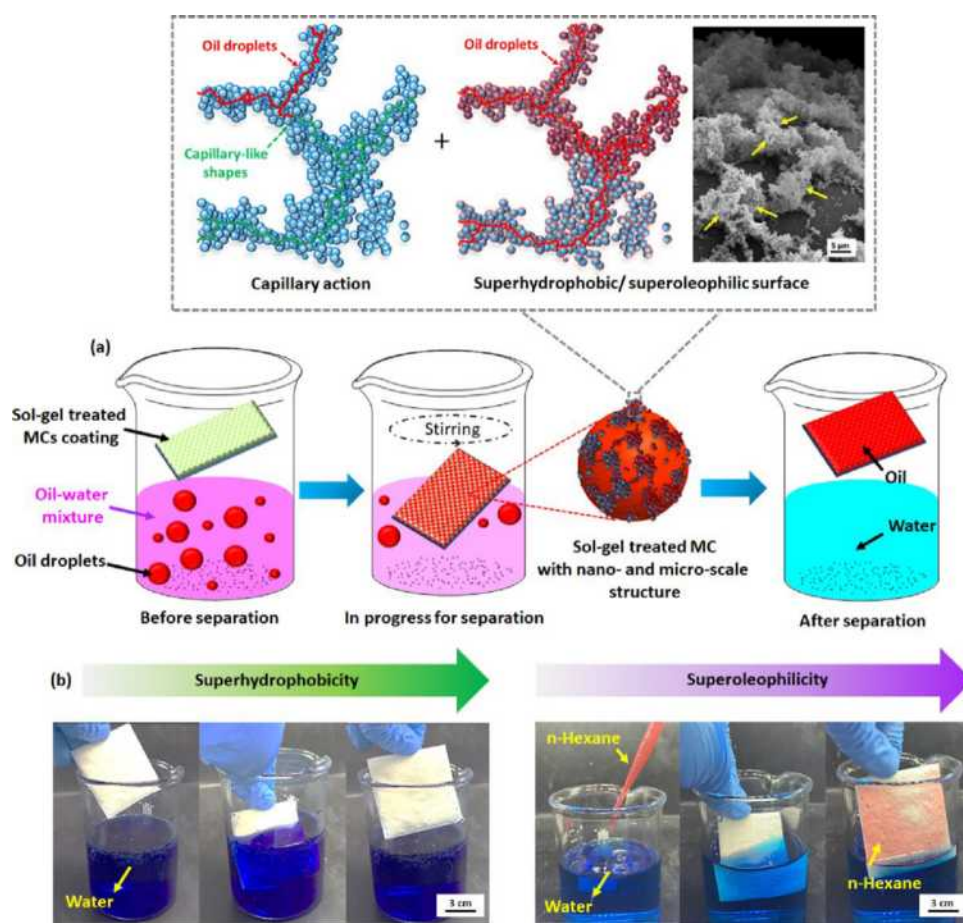 Oil droplets
Oil droplets
Capillary-like
shapes
+
5 µm
Capillary action
Superhydrophobic/ superoleophilic surface
(a)
Sol-gel treated
MCs coating
Stirring
Oil-water
mixture
Oil
Water
Oil droplets
Sol-gel treated MC
with nano- and micro-scale
structure
Before separation
In progress for separation
After separation
(b)
Superhydrophobicity
Superoleophilicity
n-Hexane
Water
3 cm
Water
n-Hexane
3 cm